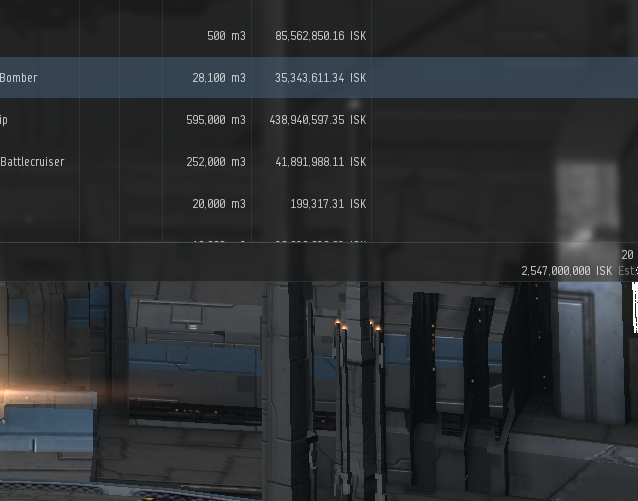 500 m3 85,562,850.16 ISK
Bomber 28,100 m3 35,343,611.34 ISK
ip 595,000 m3 438,940,597.35 ISK
Battlecruiser 252,000 m3 41,891,988.11 ISK
20,000 m3 199,317.31 ISK
20
2,547,000,000 ISK Est